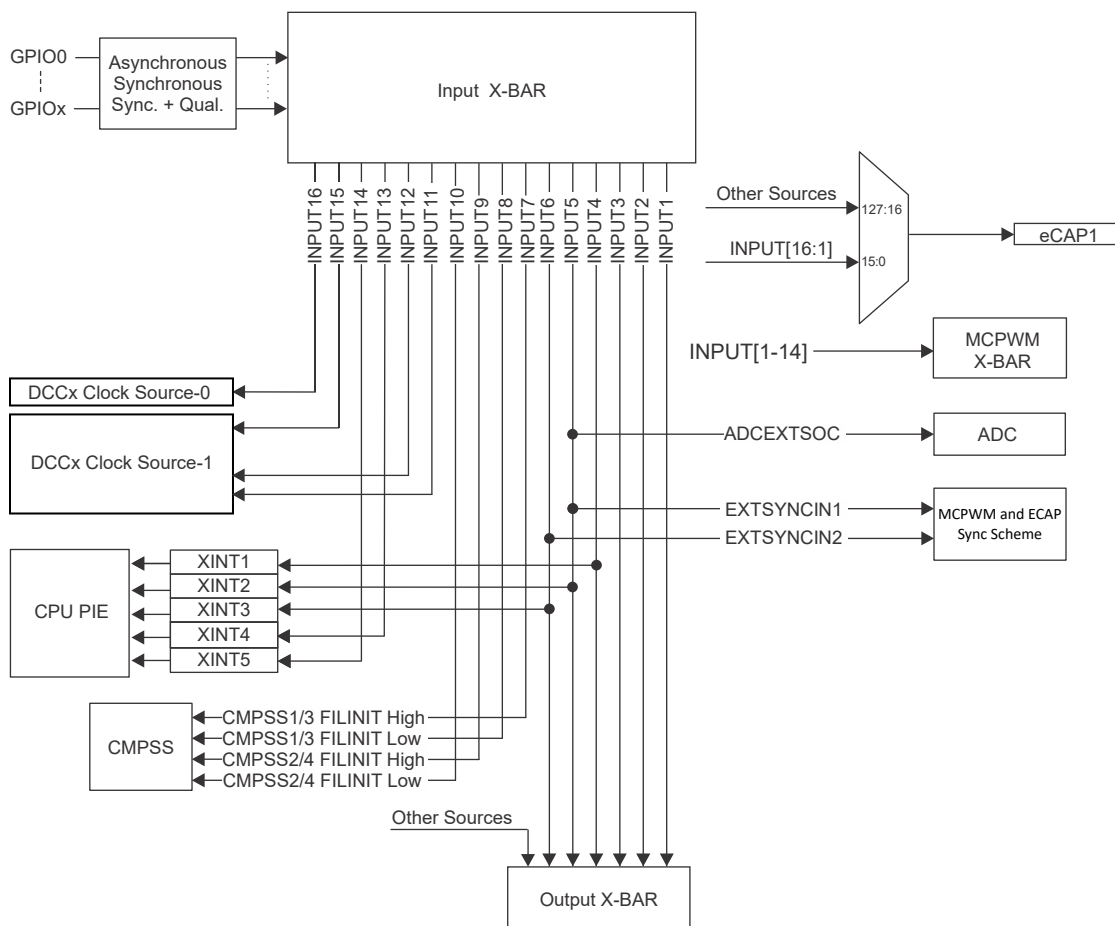 GPIO0
GPIOx
Asynchronous
Synchronous
Sync. + Qual.
Input X-BAR
INPUT16
INPUT15
INPUT14
INPUT13
INPUT12
INPUT11
INPUT10
INPUT9
INPUT8
INPUT7
INPUT6
INPUT5
INPUT4
INPUT3
INPUT2
INPUT1
Other Sources
127:16
INPUT[16:1]
15:0
eCAP1
INPUT[1-14]
MCPWM
X-BAR
DCCx Clock Source-0
DCCx Clock Source-1
ADCEXTSOC
ADC
EXTSYNCIN1
EXTSYNCIN2
MCPWM and ECAP
Sync Scheme
CPU PIE
XINT1
XINT2
XINT3
XINT4
XINT5
CMPSS
CMPSS1/3 FILINIT High
CMPSS1/3 FILINIT Low
CMPSS2/4 FILINIT High
CMPSS2/4 FILINIT Low
Other Sources
Output X-BAR